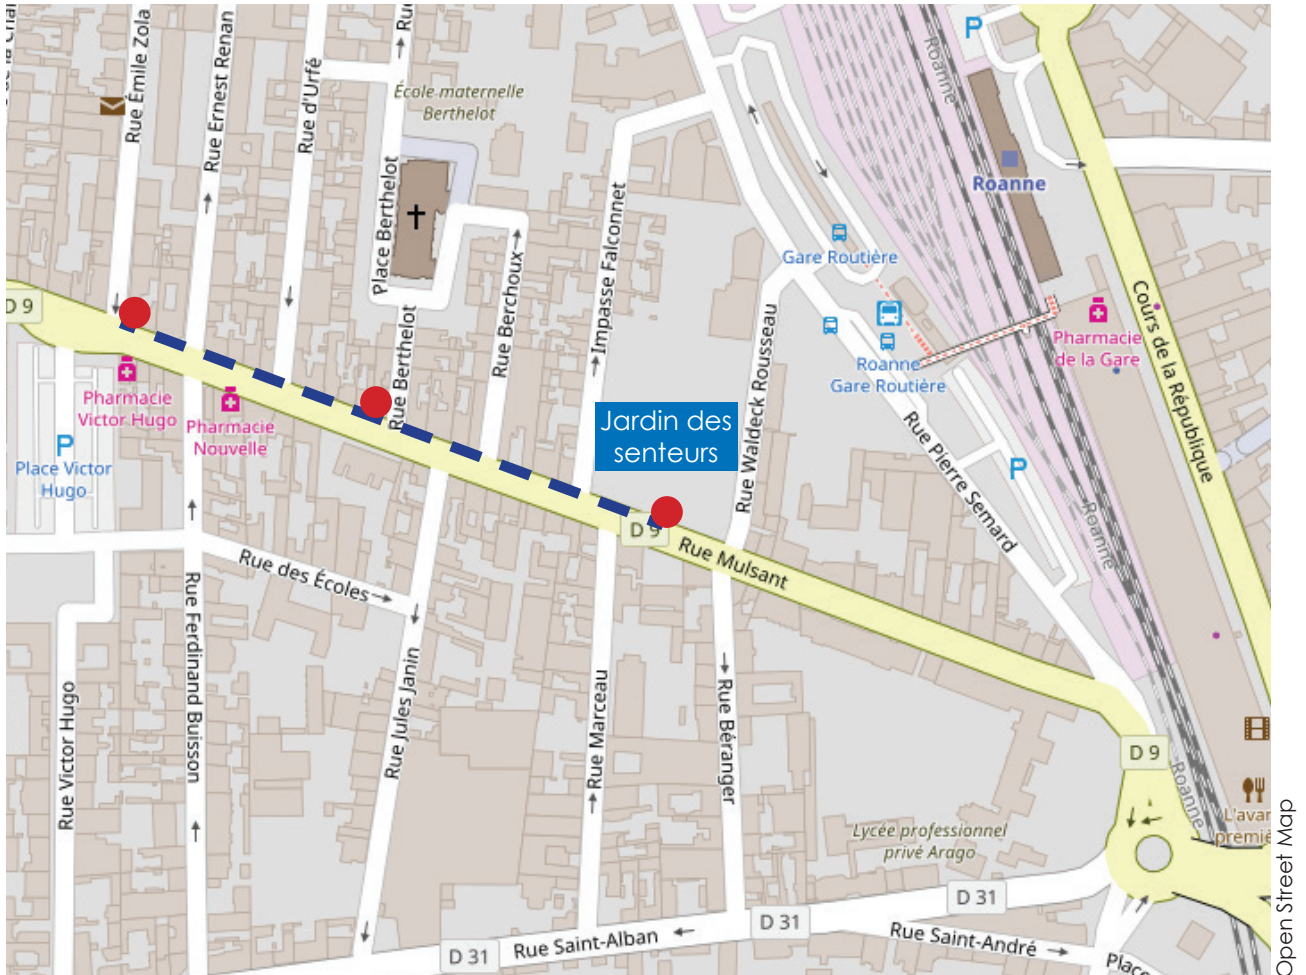 Rue Émile Zola
Rue Ernest Renan
Rue d'Urfé
École maternelle
Berthelot
Place Berthelot
Rue Berthelot
Rue Berchoux
Impasse Falconnet
Rue Waldeck Rousseau
Gare Routière
Roanne
Gare Routière
Roanne
Roanne
P
Pharmacie
de la Gare
Cours de la République
Rue Pierre Semard
P
Roanne
D 9
Pharmacie
Victor Hugo
Pharmacie
Nouvelle
P
Place Victor
Hugo
Jardin des
senteurs
D 9
Rue Mulsant
Rue des Écoles
Rue Ferdinand Buisson
Rue Victor Hugo
Rue Jules Janin
Rue Marceau
Rue Béranger
D 9
Roanne
L'avan
premiè
Lycée professionnel
privé Arago
D 31
D 31
D 31
Rue Saint-Alban
Rue Saint-André
Place
Open Street Map